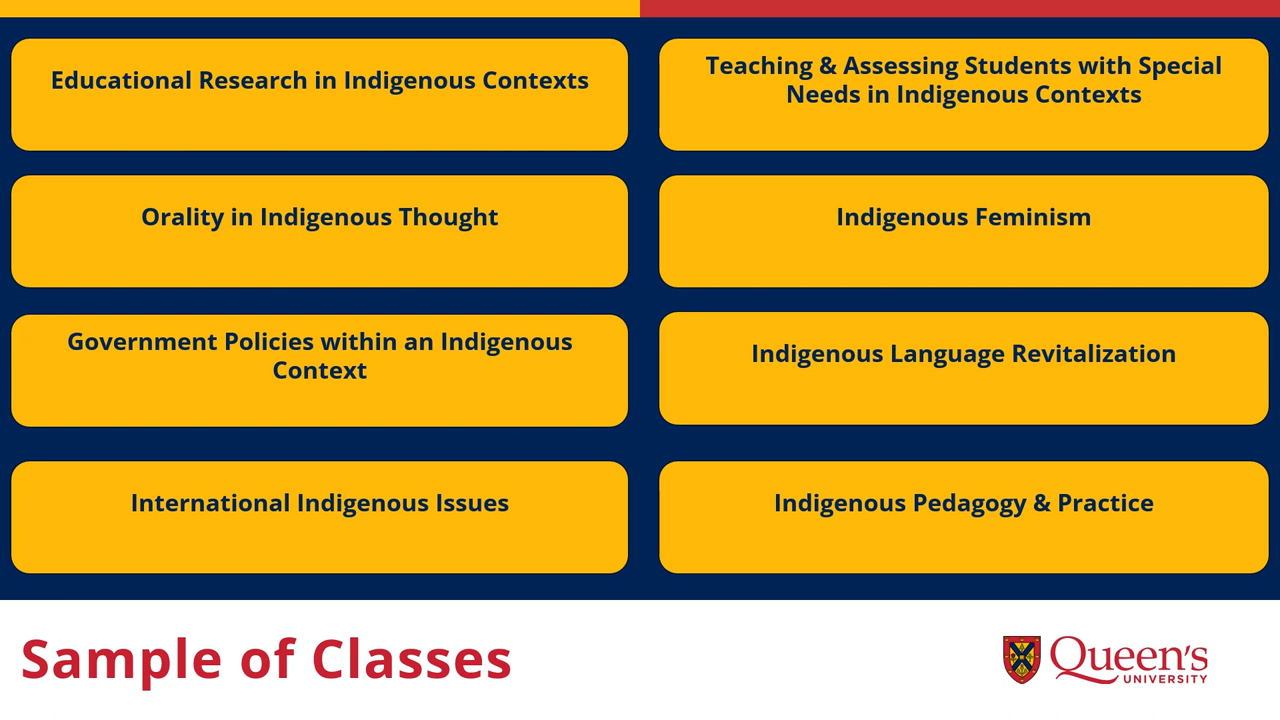 Educational Research in Indigenous Contexts
Teaching & Assessing Students with Special
Needs in Indigenous Contexts
Orality in Indigenous Thought
Indigenous Feminism
Government Policies within an Indigenous
Context
Indigenous Language Revitalization
International Indigenous Issues
Indigenous Pedagogy & Practice
Sample of Classes
Queen's
UNIVERSITY